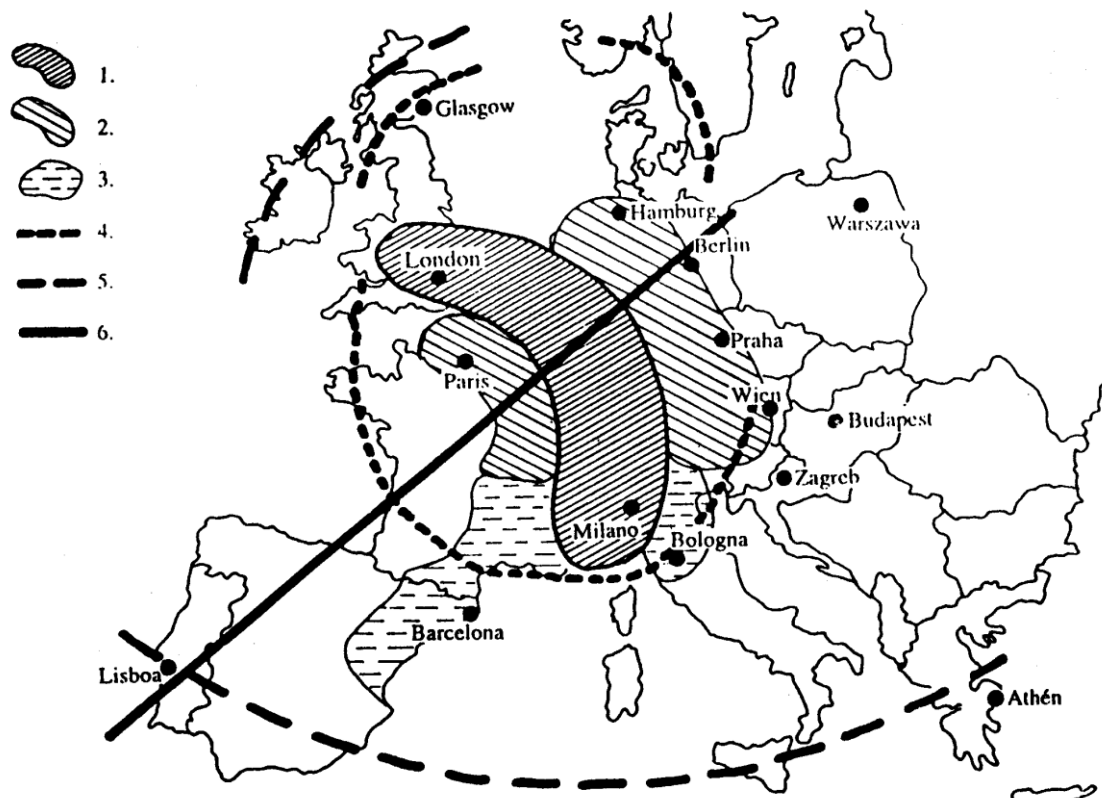 1.
2.
3.
4.
5.
6.
Glasgow
Hamburg
Warszawa
Berlin
London
Praha
Paris
Wien
Budapest
Zagreb
Milano
Bologna
Barcelona
Lisboa
Athén